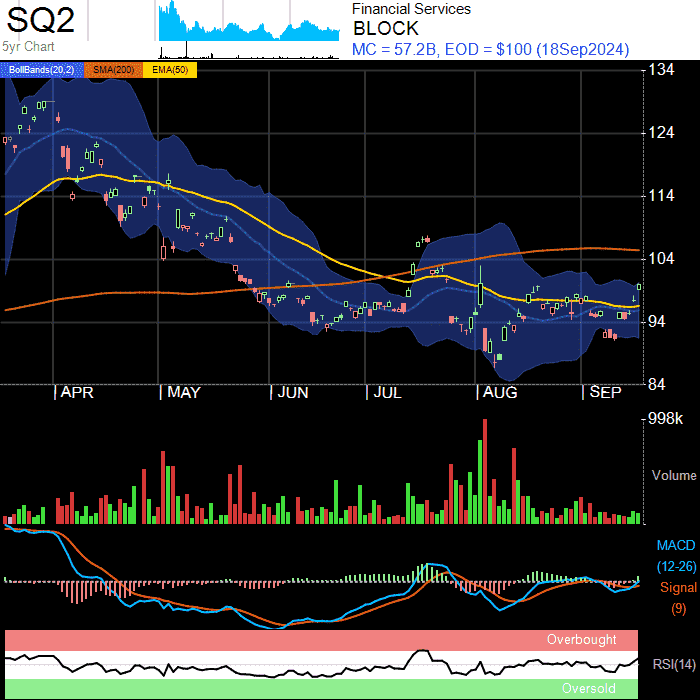 SQ2
5yr Chart
Financial Services
BLOCK
MC = 57.2B, EOD = $100 (18Sep2024)
BollBands(20,2) SMA(200) EMA(50)
134
124
114
104
94
84
APR MAY JUN JUL AUG SEP
998k
Volume
MACD
(12-26)
Signal
(9)
Overbought
RSI(14)
Oversold